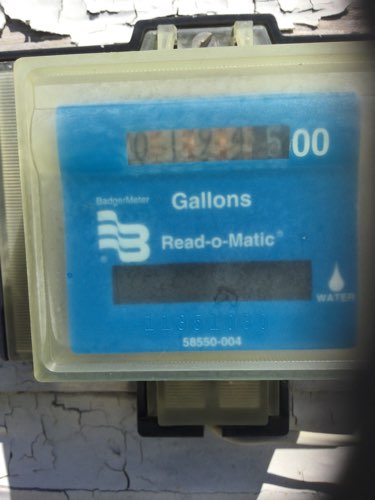 00
BadgerMeter
Gallons
Read-o-Matic®
WATER
58550-004